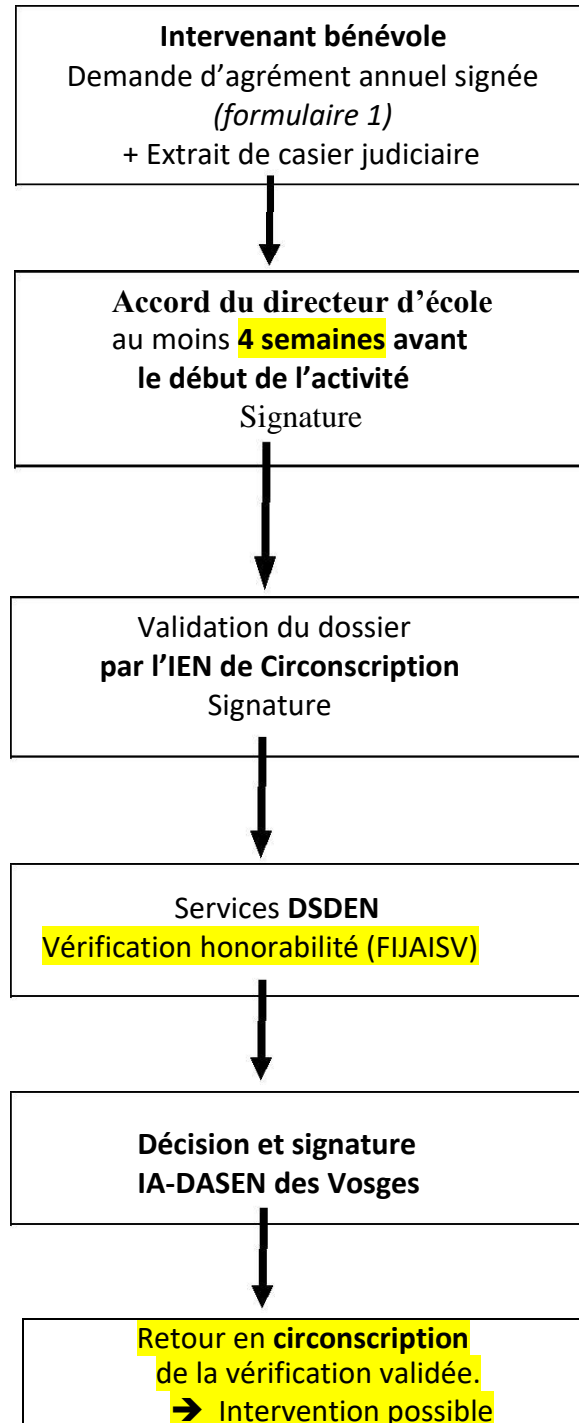 Intervenant bénévole
Demande d’agrément annuel signée
(formulaire 1)
+ Extrait de casier judiciaire
Accord du directeur d’école
au moins 4 semaines avant
le début de l’activité
Signature
Validation du dossier
par l’IEN de Circonscription
Signature
Services DSDEN
Vérification honorabilité (FIJAISV)
Décision et signature
IA-DASEN des Vosges
Retour en circonscription
de la vérification validée.
➔ Intervention possible